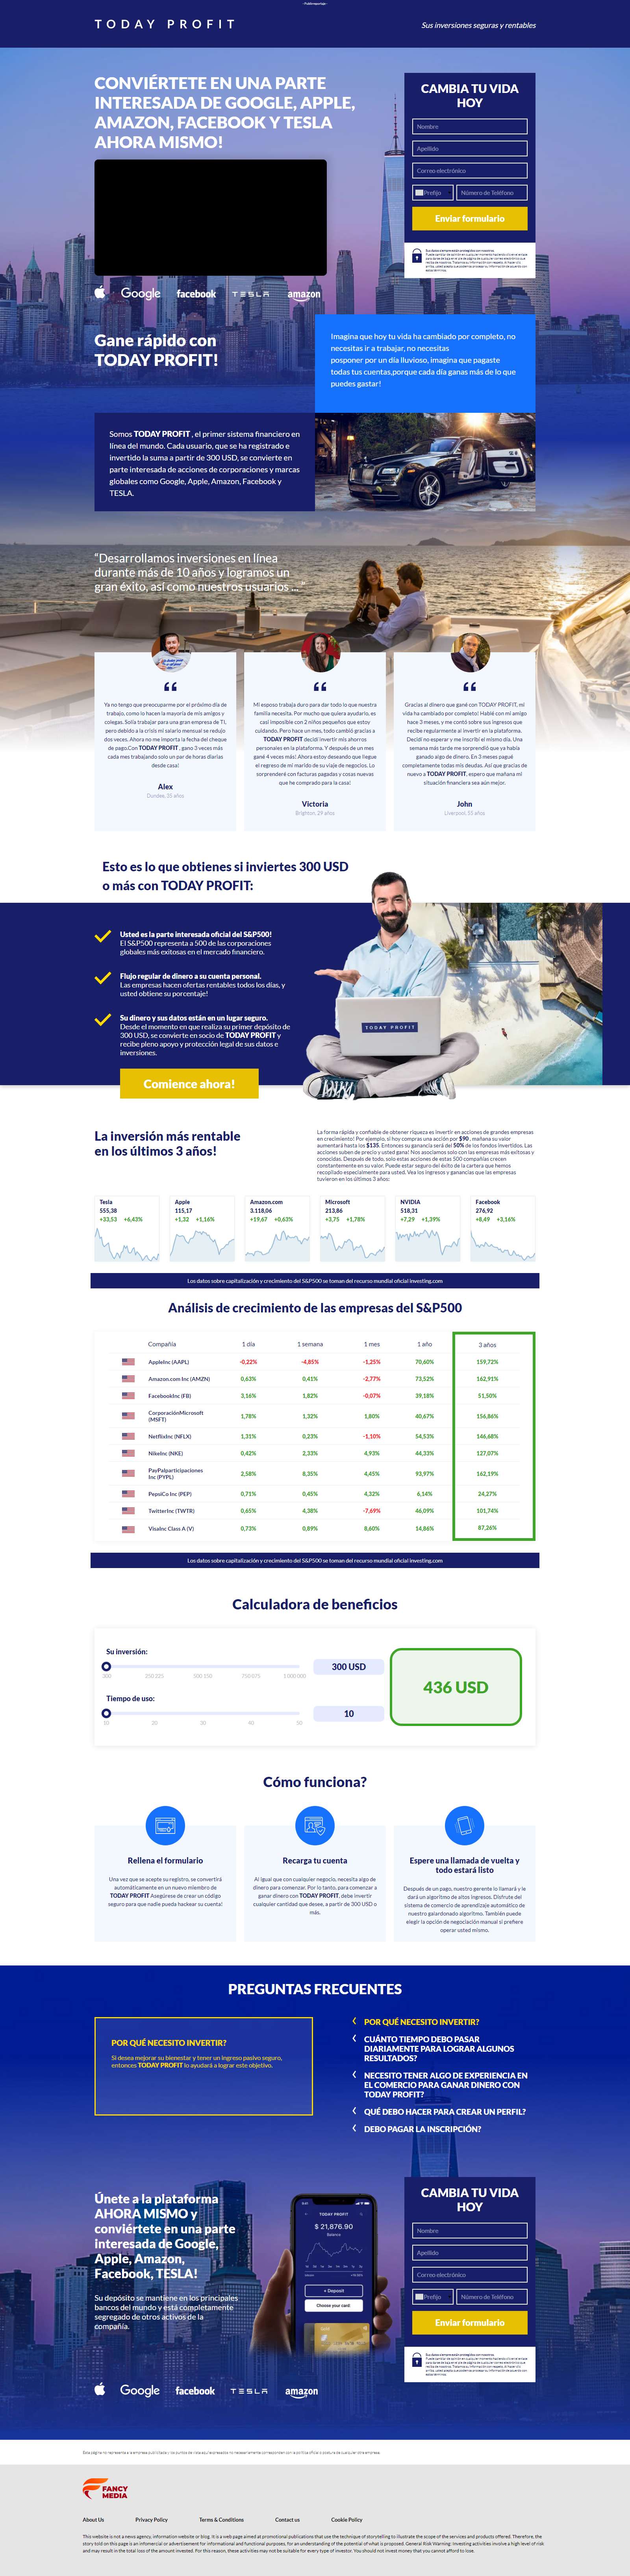 -Publirreportaje-
TODAY PROFIT
Sus inversiones seguras y rentables
CONVIÉRTETE EN UNA PARTE
INTERESADA DE GOOGLE, APPLE,
AMAZON, FACEBOOK Y TESLA
AHORA MISMO!
CAMBIA TU VIDA
HOY
Nombre
Apellido
Correo electrónico
Prefijo
Número de Teléfono
Enviar formulario
Google
facebook
TESLA
amazon
Gane rápido con
TODAY PROFIT!
Imagina que hoy tu vida ha cambiado por completo, no
necesitas ir a trabajar, no necesitas
posponer por un día lluvioso, imagina que pagaste
todas tus cuentas,porque cada día ganas más de lo que
puedes gastar!
Somos TODAY PROFIT , el primer sistema financiero en
línea del mundo. Cada usuario, que se ha registrado e
invertido la suma a partir de 300 USD, se convierte en
parte interesada de acciones de corporaciones y marcas
globales como Google, Apple, Amazon, Facebook y
TESLA.
“Desarrollamos inversiones en línea
durante más de 10 años y logramos un
gran éxito, así como nuestros usuarios ... ”
Ya no tengo que preocuparme por el próximo día de
trabajo, como lo hacen la mayoría de mis amigos y
colegas. Solía trabajar para una gran empresa de TI,
pero debido a la crisis mi salario mensual se redujo
dos veces. Ahora no me importa la fecha del cheque
de pago.Con TODAY PROFIT , gano 3 veces más
cada mes trabajando solo un par de horas diarias
desde casa!
Alex
Dundee, 35 años
Mi esposo trabaja duro para dar todo lo que nuestra
familia necesita. Por mucho que quiera ayudarlo, es
casi imposible con 2 niños pequeños que estoy
cuidando. Pero hace un mes, todo cambió gracias a
TODAY PROFIT decidí invertir mis ahorros
personales en la plataforma. Y después de un mes
gané 4 veces más! Ahora estoy deseando que llegue
el regreso de mi marido de su viaje de negocios. Lo
sorprenderé con facturas pagadas y cosas nuevas
que he comprado para la casa!
Victoria
Brighton, 29 años
Gracias al dinero que gané con TODAY PROFIT, mi
vida ha cambiado por completo! Hablé con mi amigo
hace 3 meses, y me contó sobre sus ingresos que
recibe regularmente al invertir en la plataforma.
Decidí no esperar y me inscribí el mismo día. Una
semana más tarde me sorprendió que ya había
ganado algo de dinero. En 3 meses pagué
completamente todas mis deudas. Así que gracias de
nuevo a TODAY PROFIT, espero que mañana mi
situación financiera sea aún mejor.
John
Liverpool, 55 años
Esto es lo que obtienes si inviertes 300 USD
o más con TODAY PROFIT:
Usted es la parte interesada oficial del S&P500!
El S&P500 representa a 500 de las corporaciones
globales más exitosas en el mercado financiero.
Flujo regular de dinero a su cuenta personal.
Las empresas hacen ofertas rentables todos los días, y
usted obtiene su porcentaje!
Su dinero y sus datos están en un lugar seguro.
Desde el momento en que realiza su primer depósito de
300 USD, se convierte en socio de TODAY PROFIT y
recibe pleno apoyo y protección legal de sus datos e
inversiones.
TODAY PROFIT
Comience ahora!
La inversión más rentable
en los últimos 3 años!
La forma rápida y confiable de obtener riqueza es invertir en acciones de grandes empresas
en crecimiento! Por ejemplo, si hoy compras una acción por $90 , mañana su valor
aumentará hasta los $135. Entonces su garancia será del 50% de los fondos invertidos. Las
acciones suben de precio y usted gana! Nos asociamos solo con las empresas más exitosas y
conocidas. Después de todo, solo estas acciones de estas 500 compañías crecen
constantemente en su valor. Puede estar seguro del éxito de la cartera que hemos
recopilado especialmente para usted. Vea los ingresos y ganancias que las empresas
tuvieron en los últimos 3 años:
Tesla
555,38
+33,53 +6,43%
Apple
115,17
+1,32 +1,16%
Amazon.com
3.118,06
+19,67 +0,63%
Microsoft
213,86
+3,75 +1,78%
NVIDIA
518,31
+7,29 +1,39%
Facebook
276,92
+8,49 +3,16%
Los datos sobre capitalización y crecimiento del S&P500 se toman del recurso mundial oficial investing.com
Análisis de crecimiento de las empresas del S&P500
Compañía 1 día 1 semana 1 mes 1 año 3 años
AppleInc (AAPL) -0,22% -4,85% -1,25% 70,60% 159,72%
Amazon.com Inc (AMZN) 0,63% 0,41% -2,77% 73,52% 162,91%
FacebookInc (FB) 3,16% 1,82% -0,07% 39,18% 51,50%
CorporaciónMicrosoft
(MSFT) 1,78% 1,32% 1,80% 40,67% 156,86%
NetflixInc (NFLX) 1,31% 0,23% -1,10% 54,53% 146,68%
NikeInc (NKE) 0,42% 2,33% 4,93% 44,33% 127,07%
PayPalparticipaciones
Inc (PYPL) 2,58% 8,35% 4,45% 93,97% 162,19%
PepsiCo Inc (PEP) 0,71% 0,45% 4,32% 6,14% 24,27%
TwitterInc (TWTR) 0,65% 4,38% -7,69% 46,09% 101,74%
VisaInc Class A (V) 0,73% 0,89% 8,60% 14,86% 87,26%
Los datos sobre capitalización y crecimiento del S&P500 se toman del recurso mundial oficial investing.com
Calculadora de beneficios
Su inversión:
300 USD
Tiempo de uso:
10
10 20 30 40 50
436 USD
Cómo funciona?
Rellena el formulario
Una vez que se acepte su registro, se convertirá
automáticamente en un nuevo miembro de
TODAY PROFIT Asegúrese de crear un código
seguro para que nadie pueda hackear su cuenta!
Recarga tu cuenta
Al igual que con cualquier negocio, necesita algo de
dinero para comenzar. Por lo tanto, para comenzar a
ganar dinero con TODAY PROFIT, debe invertir
cualquier cantidad que desee, a partir de 300 USD o
más.
Espere una llamada de vuelta y
todo estará listo
Después de un pago, nuestro gerente lo llamará y le
dará un algoritmo de altos ingresos. Disfrute del
sistema de comercio de aprendizaje automático de
nuestro galardonado algoritmo. También puede
elegir la opción de negociación manual si prefiere
operar usted mismo.
PREGUNTAS FRECUENTES
POR QUÉ NECESITO INVERTIR?
Si desea mejorar su bienestar y tener un ingreso pasivo seguro,
entonces TODAY PROFIT lo ayudará a lograr este objetivo.
POR QUÉ NECESITO INVERTIR?
CUÁNTO TIEMPO DEBO PASAR
DIARIAMENTE PARA LOGRAR ALGUNOS
RESULTADOS?
NECESITO TENER ALGO DE EXPERIENCIA EN
EL COMERCIO PARA GANAR DINERO CON
TODAY PROFIT?
QUÉ DEBO HACER PARA CREAR UN PERFIL?
DEBO PAGAR LA INSCRIPCIÓN?
Únete a la plataforma
AHORA MISMO y
conviértete en una parte
interesada de Google,
Apple, Amazon,
Facebook, TESLA!
Su depósito se mantiene en los principales
bancos del mundo y está completamente
segregado de otros activos de la
compañía.
TODAY PROFIT
$ 21,876.90
Balance
+ Deposit
Choose your card:
Gold
CAMBIA TU VIDA
HOY
Nombre
Apellido
Correo electrónico
Prefijo
Número de Teléfono
Enviar formulario
Google
facebook
TESLA
amazon
FANCY
MEDIA
About Us
Privacy Policy
Terms & Conditions
Contact us
Cookie Policy
This website is not a news agency, information website or blog. It is a web page aimed at promotional publications that use the technique of storytelling to illustrate the scope of the services and products offered. Therefore, the
story told on this page is an infomercial or advertisement for informational and functional purposes, for an understanding of the potential of what is proposed. General Risk Warning: Investing activities involve a high level of risk
and may result in the total loss of the amount invested. For this reason, these activities may not be suitable for every type of investor. You should not invest money that you cannot afford to lose.